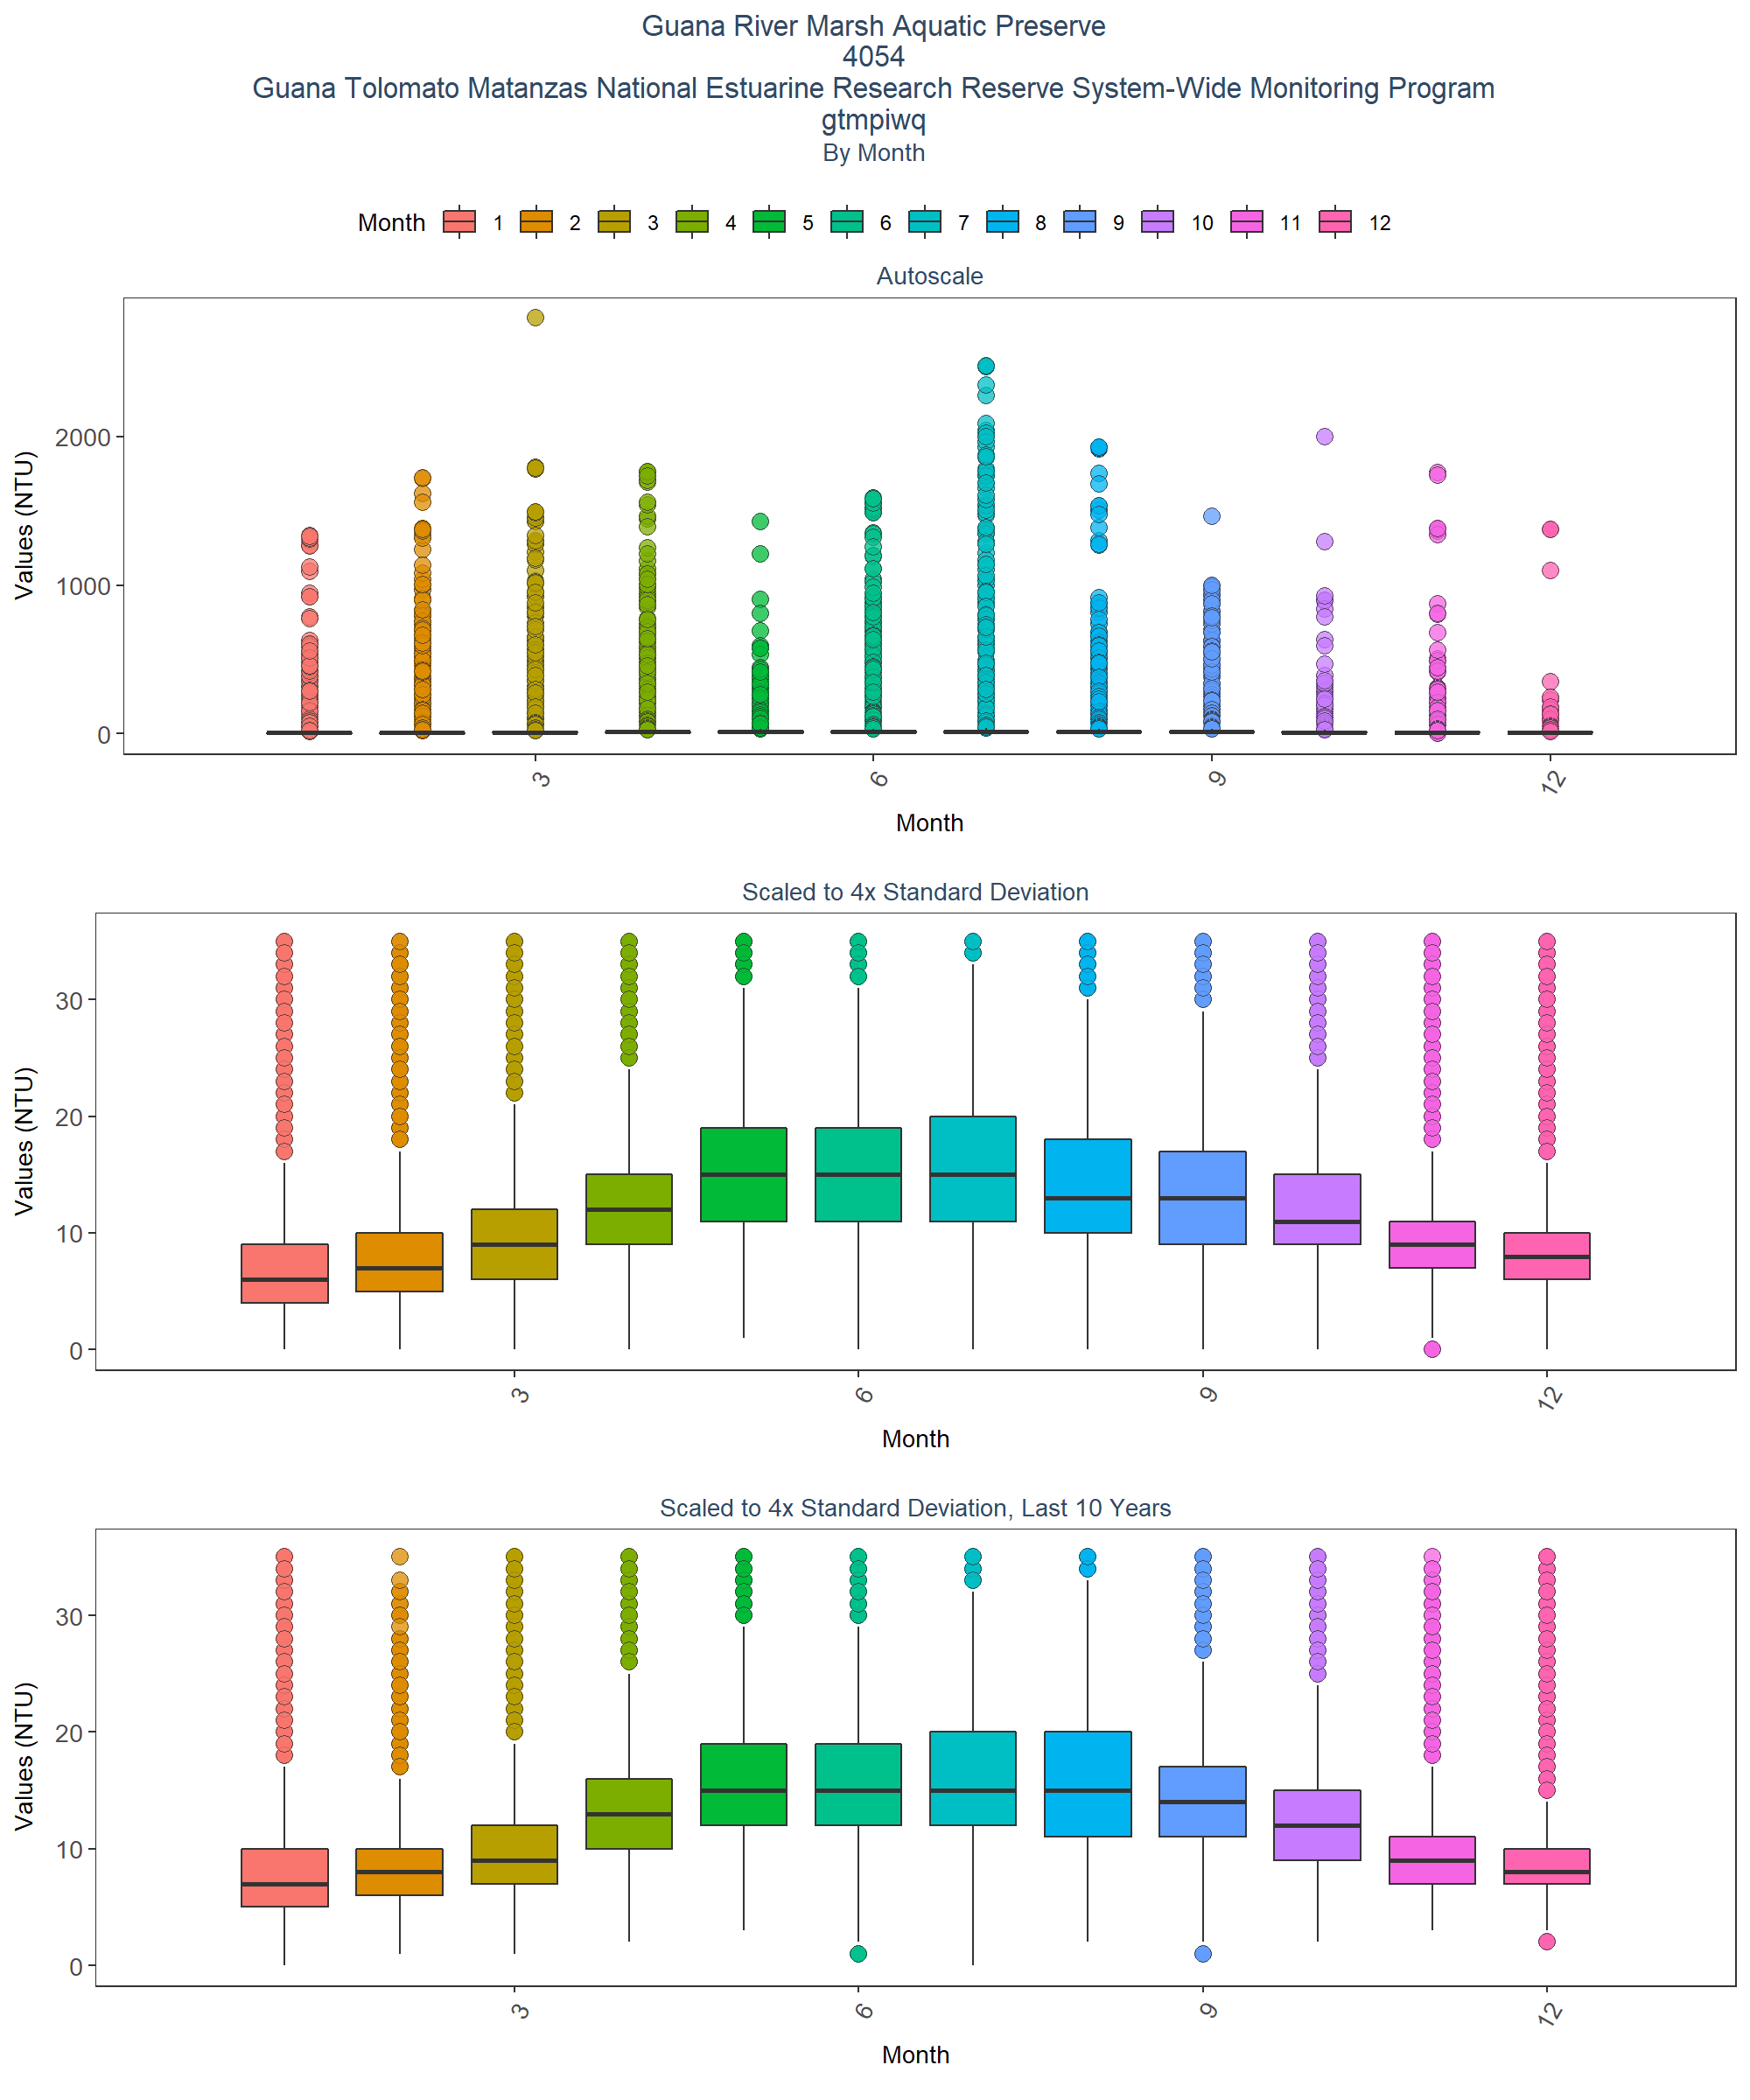 Guana River Marsh Aquatic Preserve
4054
Guana Tolomato Matanzas National Estuarine Research Reserve System-Wide Monitoring Program
gtmpiwq
By Month
Month 1 2 3 4 5 6 7 8 9 10 11 12
Autoscale
Values (NTU)
2000
1000
0
3 6 9 12
Month
Scaled to 4x Standard Deviation
Values (NTU)
30
20
10
0
3 6 9 12
Month
Scaled to 4x Standard Deviation, Last 10 Years
Values (NTU)
30
20
10
0
3 6 9 12
Month